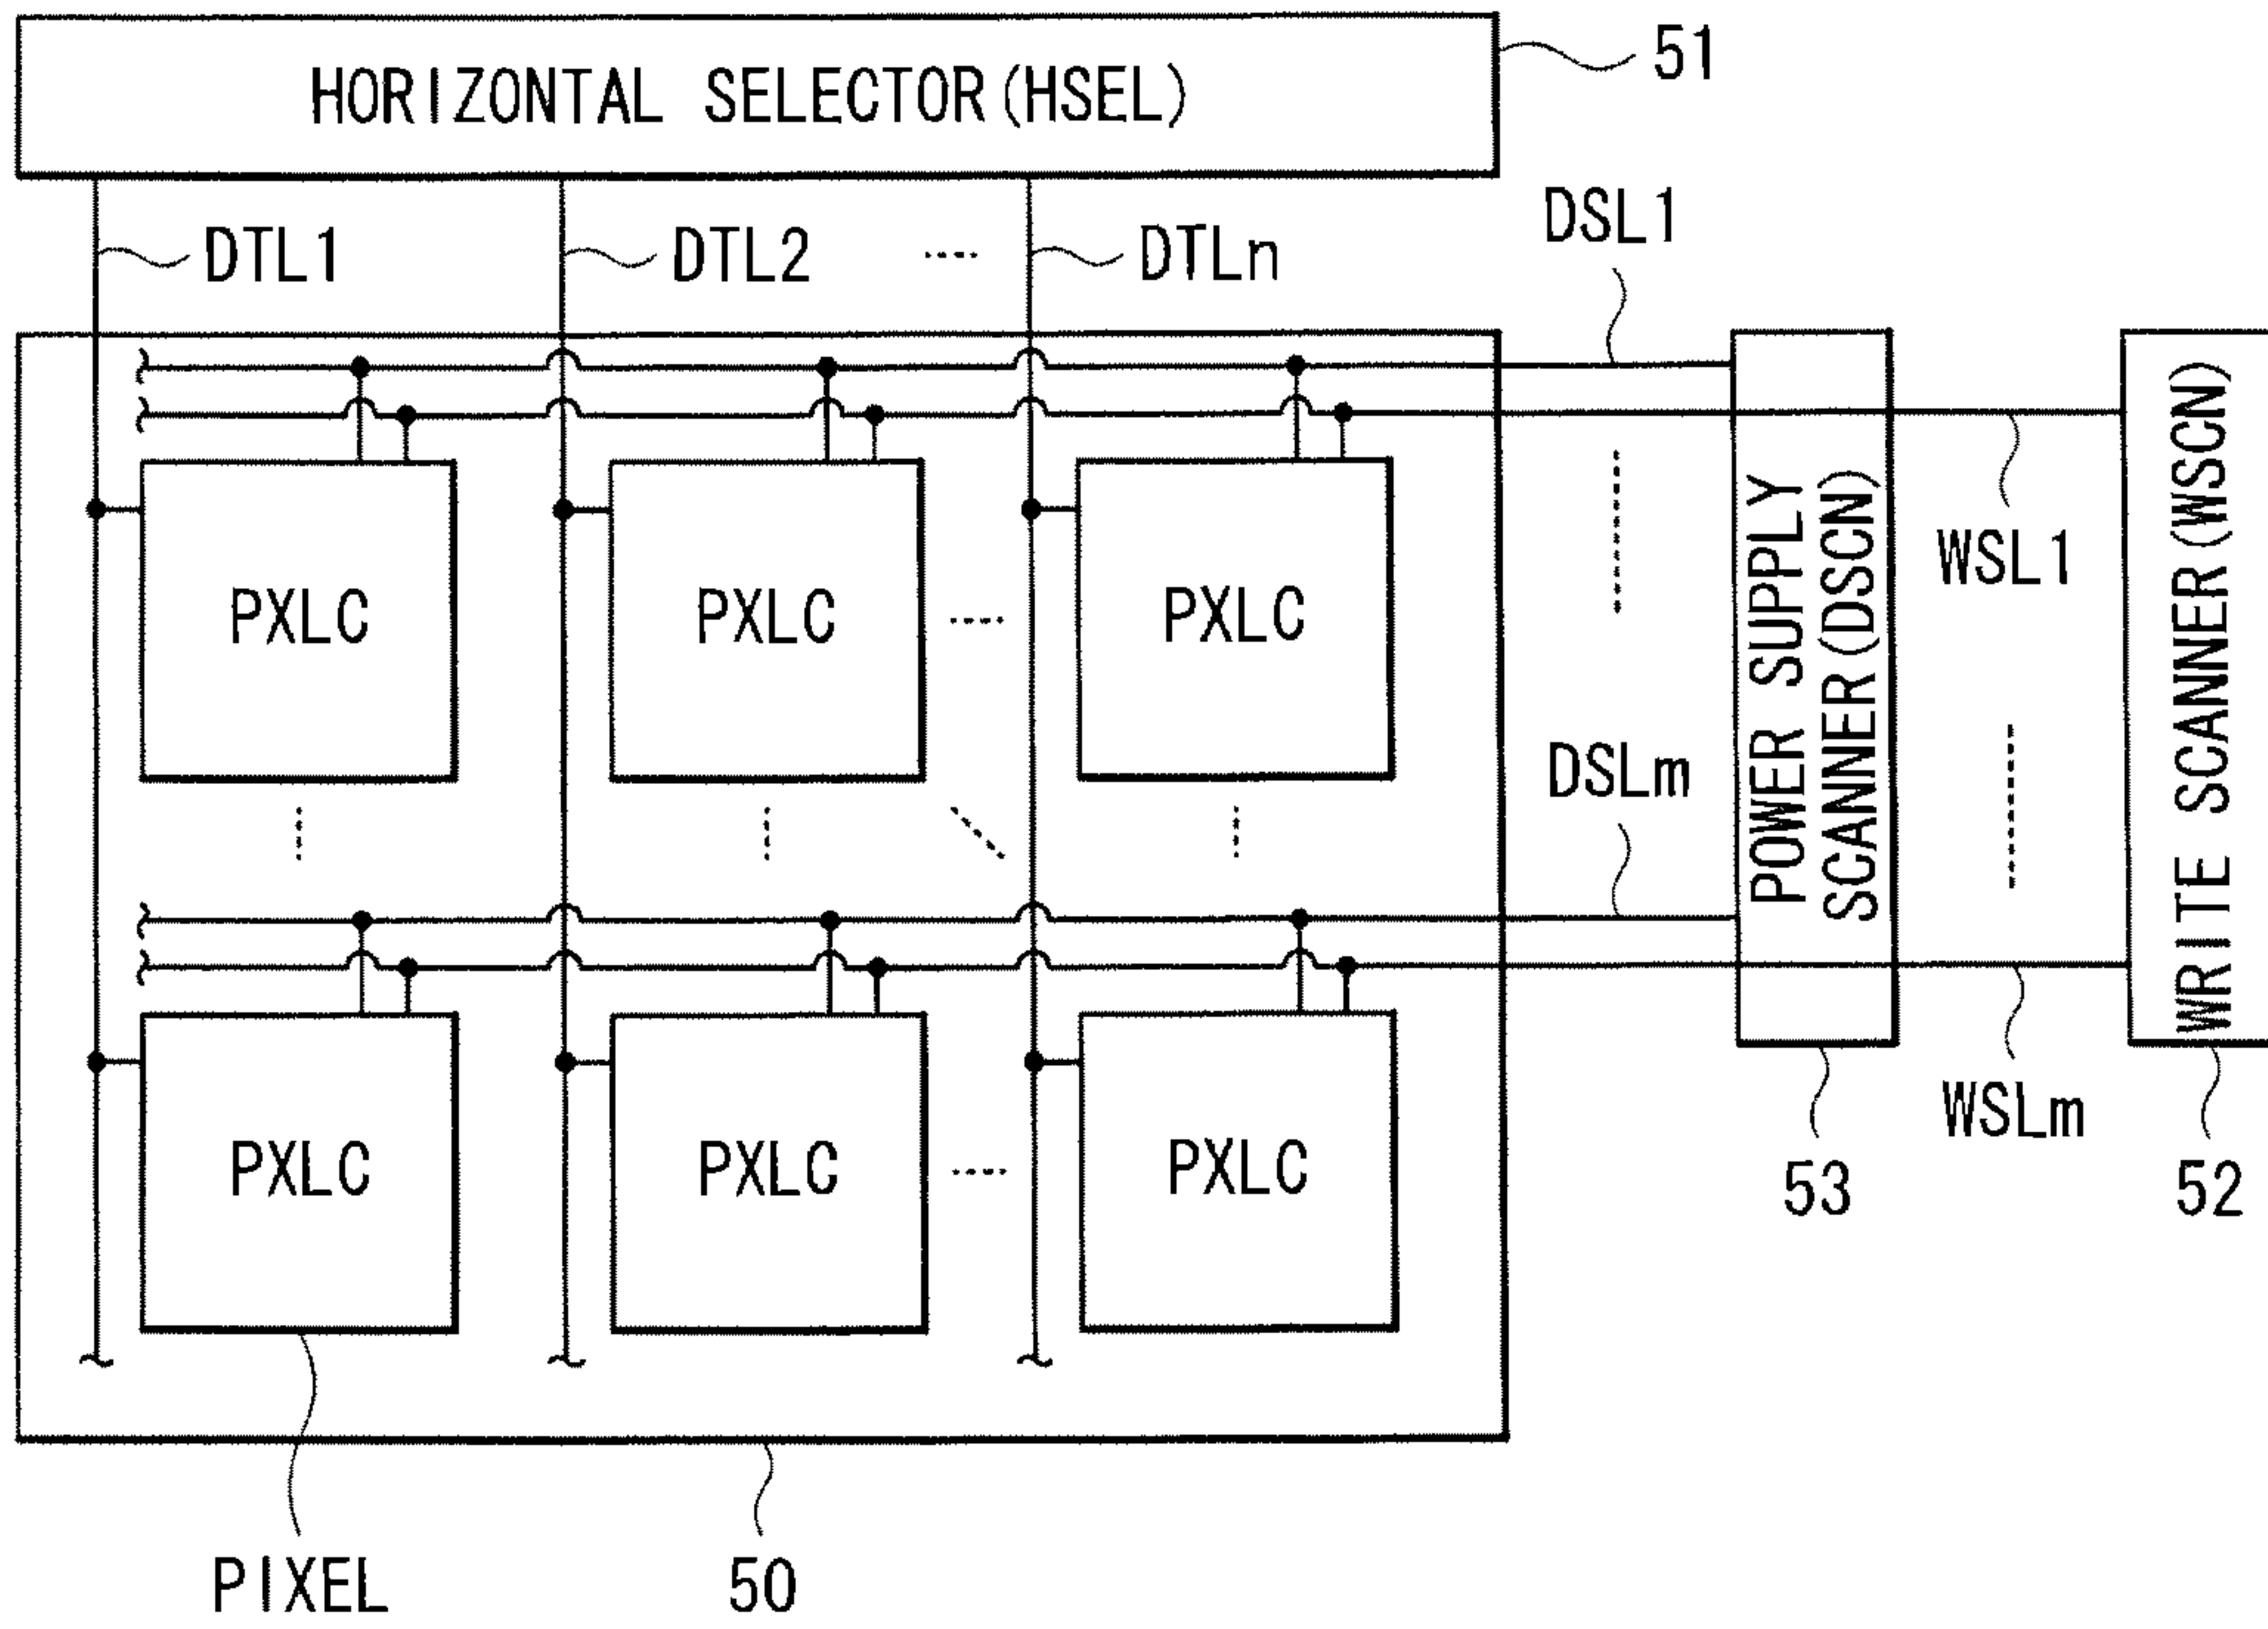 HORIZONTAL SELECTOR(HSEL)
51
DTL1
DTL2
DTLn
DSL1
WSL1
PXLC
PXLC
PXLC
DSLm
POWER SUPPLY
SCANNER(DSCN)
WRITE SCANNER(WSCN)
PXLC
PXLC
PXLC
WSLm
53
52
PIXEL
50